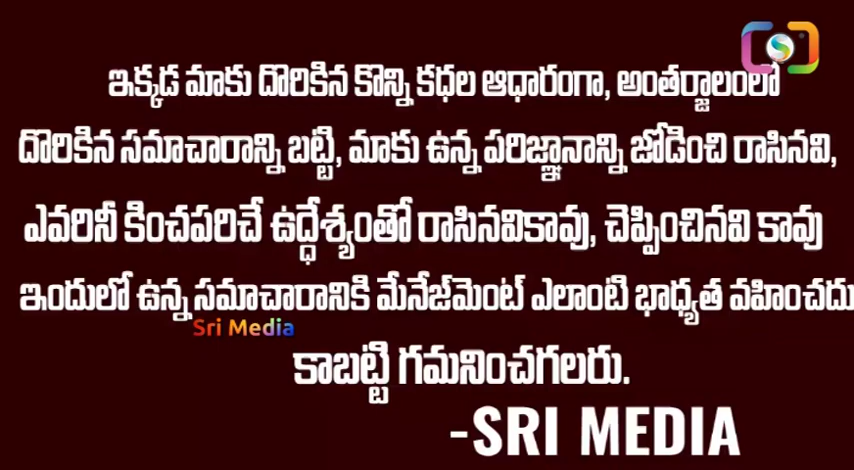 ఇక్కడ మాకు దొరికిన కొన్ని కధల ఆధారంగా, అంతర్జాలంలో
దొరికిన సమాచారాన్ని బట్టి, మాకు ఉన్న పరిజ్ఞానాన్ని జోడించి రాసినవి,
ఎవరినీ కించపరిచే ఉద్ధేశ్యంతో రాసినవికావు, చెప్పించినవి కావు
ఇందులో ఉన్న సమాచారానికి మేనేజ్‌మెంట్ ఎలాంటి భాధ్యత వహించదు
Sri Media
కాబట్టి గమనించగలరు.
-SRI MEDIA